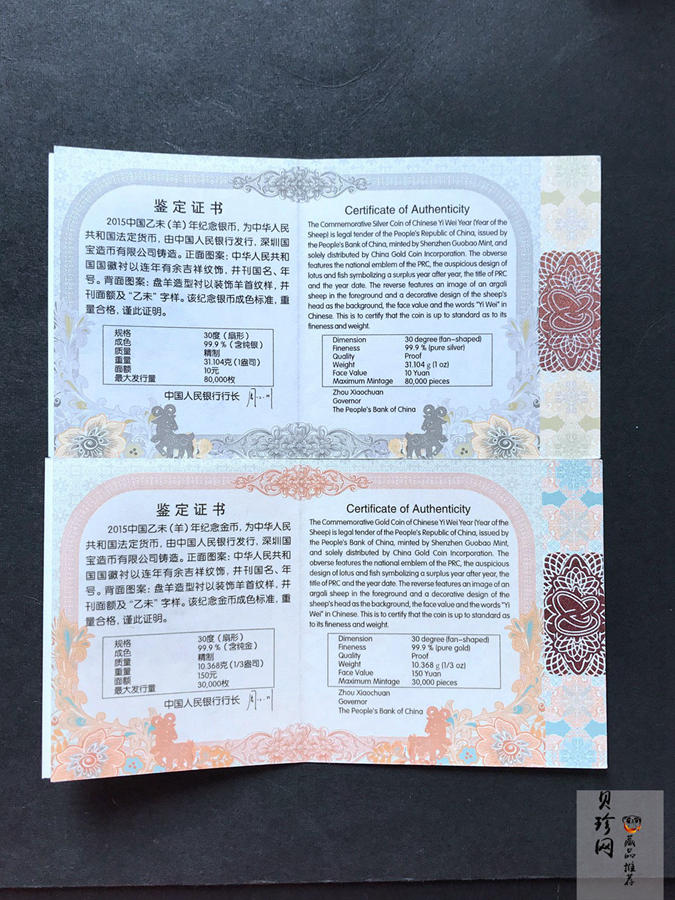 鉴定证书
2015中国乙未(羊)年纪念银币,为中华人民
共和国法定货币,由中国人民银行发行,深圳国
宝造币有限公司铸造。正面图案:中华人民共和
国国徽衬以连年有余吉祥纹饰,并刊国名、年
号。背面图案:盘羊造型衬以装饰羊首纹样,并
刊面额及“乙未”字样。该纪念银币成色标准,重
量合格,谨此证明。
规格 30度(扇形)
成色 99.9%(含纯银)
质量 精制
重量 31.104克(1盎司)
面额 10元
最大发行量 80,000枚
中国人民银行行长
Certificate of Authenticity
The Commemorative Silver Coin of Chinese Yi Wei Year (Year of the
Sheep) is legal tender of the People's Republic of China, issued by
the People's Bank of China, minted by Shenzhen Guobao Mint, and
solely distributed by China Gold Coin Incorporation. The obverse
features the national emblem of the PRC, the auspicious design of
lotus and fish symbolizing a surplus year after year, the title of PRC
and the year date. The reverse features an image of an argali
sheep in the foreground and a decorative design of the sheep's
head as the background, the face value and the words "Yi Wei" in
Chinese. This is to certify that the coin is up to standard as to its
fineness and weight.
Dimension 30 degree (fan-shaped)
Fineness 99.9 % (pure silver)
Quality Proof
Weight 31.104 g (1 oz)
Face Value 10 Yuan
Maximum Mintage 80,000 pieces
Zhou Xiaochuan
Governor
The People's Bank of China
鉴定证书
2015中国乙未(羊)年纪念金币,为中华人民
共和国法定货币,由中国人民银行发行,深圳国
宝造币有限公司铸造。正面图案:中华人民共和
国国徽衬以连年有余吉祥纹饰,并刊国名、年
号。背面图案:盘羊造型衬以装饰羊首纹样,并
刊面额及“乙未”字样。该纪念金币成色标准,重
量合格,谨此证明。
规格 30度(扇形)
成色 99.9%(含纯金)
质量 精制
重量 10.368克(1/3盎司)
面额 150元
最大发行量 30,000枚
中国人民银行行长
Certificate of Authenticity
The Commemorative Gold Coin of Chinese Yi Wei Year (Year of the
Sheep) is legal tender of the People's Republic of China, issued by
the People's Bank of China, minted by Shenzhen Guobao Mint,
and solely distributed by China Gold Coin Incorporation. The
obverse features the national emblem of the PRC, the auspicious
design of lotus and fish symbolizing a surplus year after year, the
title of PRC and the year date. The reverse features an image of an
argali sheep in the foreground and a decorative design of the
sheep's head as the background, the face value and the words "Yi
Wei" in Chinese. This is to certify that the coin is up to standard as
to its fineness and weight.
Dimension 30 degree (fan-shaped)
Fineness 99.9 % (pure gold)
Quality Proof
Weight 10.368 g (1/3 oz)
Face Value 150 Yuan
Maximum Mintage 30,000 pieces
Zhou Xiaochuan
Governor
The People's Bank of China
贝珍网
藏品推荐